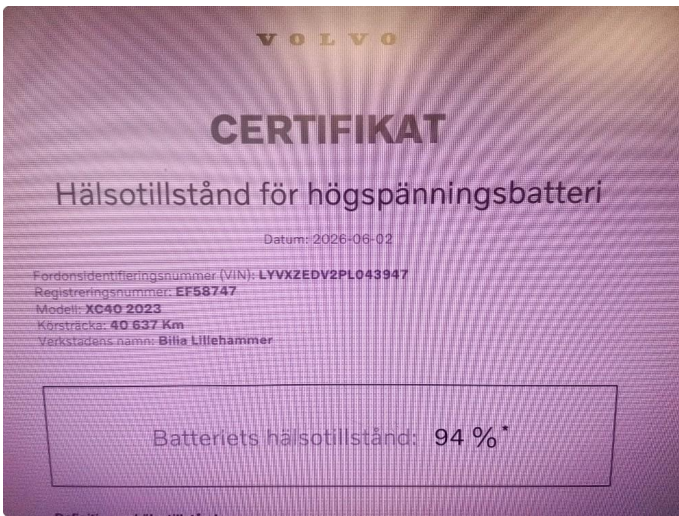 VOLVO
CERTIFIKAT
Hälsotillstånd för högspänningsbatteri
Datum: 2026-06-02
Fordonsidentifieringsnummer (VIN): LYVXZEDV2PL043947
Registreringsnummer: EF58747
Modell: XC40 2023
Körsträcka: 40 637 Km
Verkstadens namn: Bilia Lillehammer
Batteriets hälsotillstånd: 94 %*